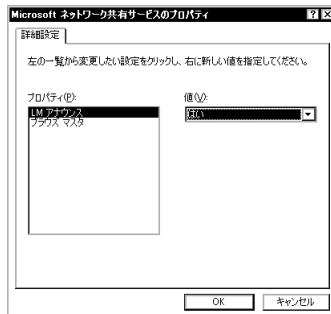 Microsoft ネットワーク共有サービスのプロパティ
詳細設定
左の一覧から変更したい設定をクリックし、右に新しい値を指定してください。
プロパティ(P):
値(V):
LM アナウンス
はい
ブラウズ マスタ
OK
キャンセル